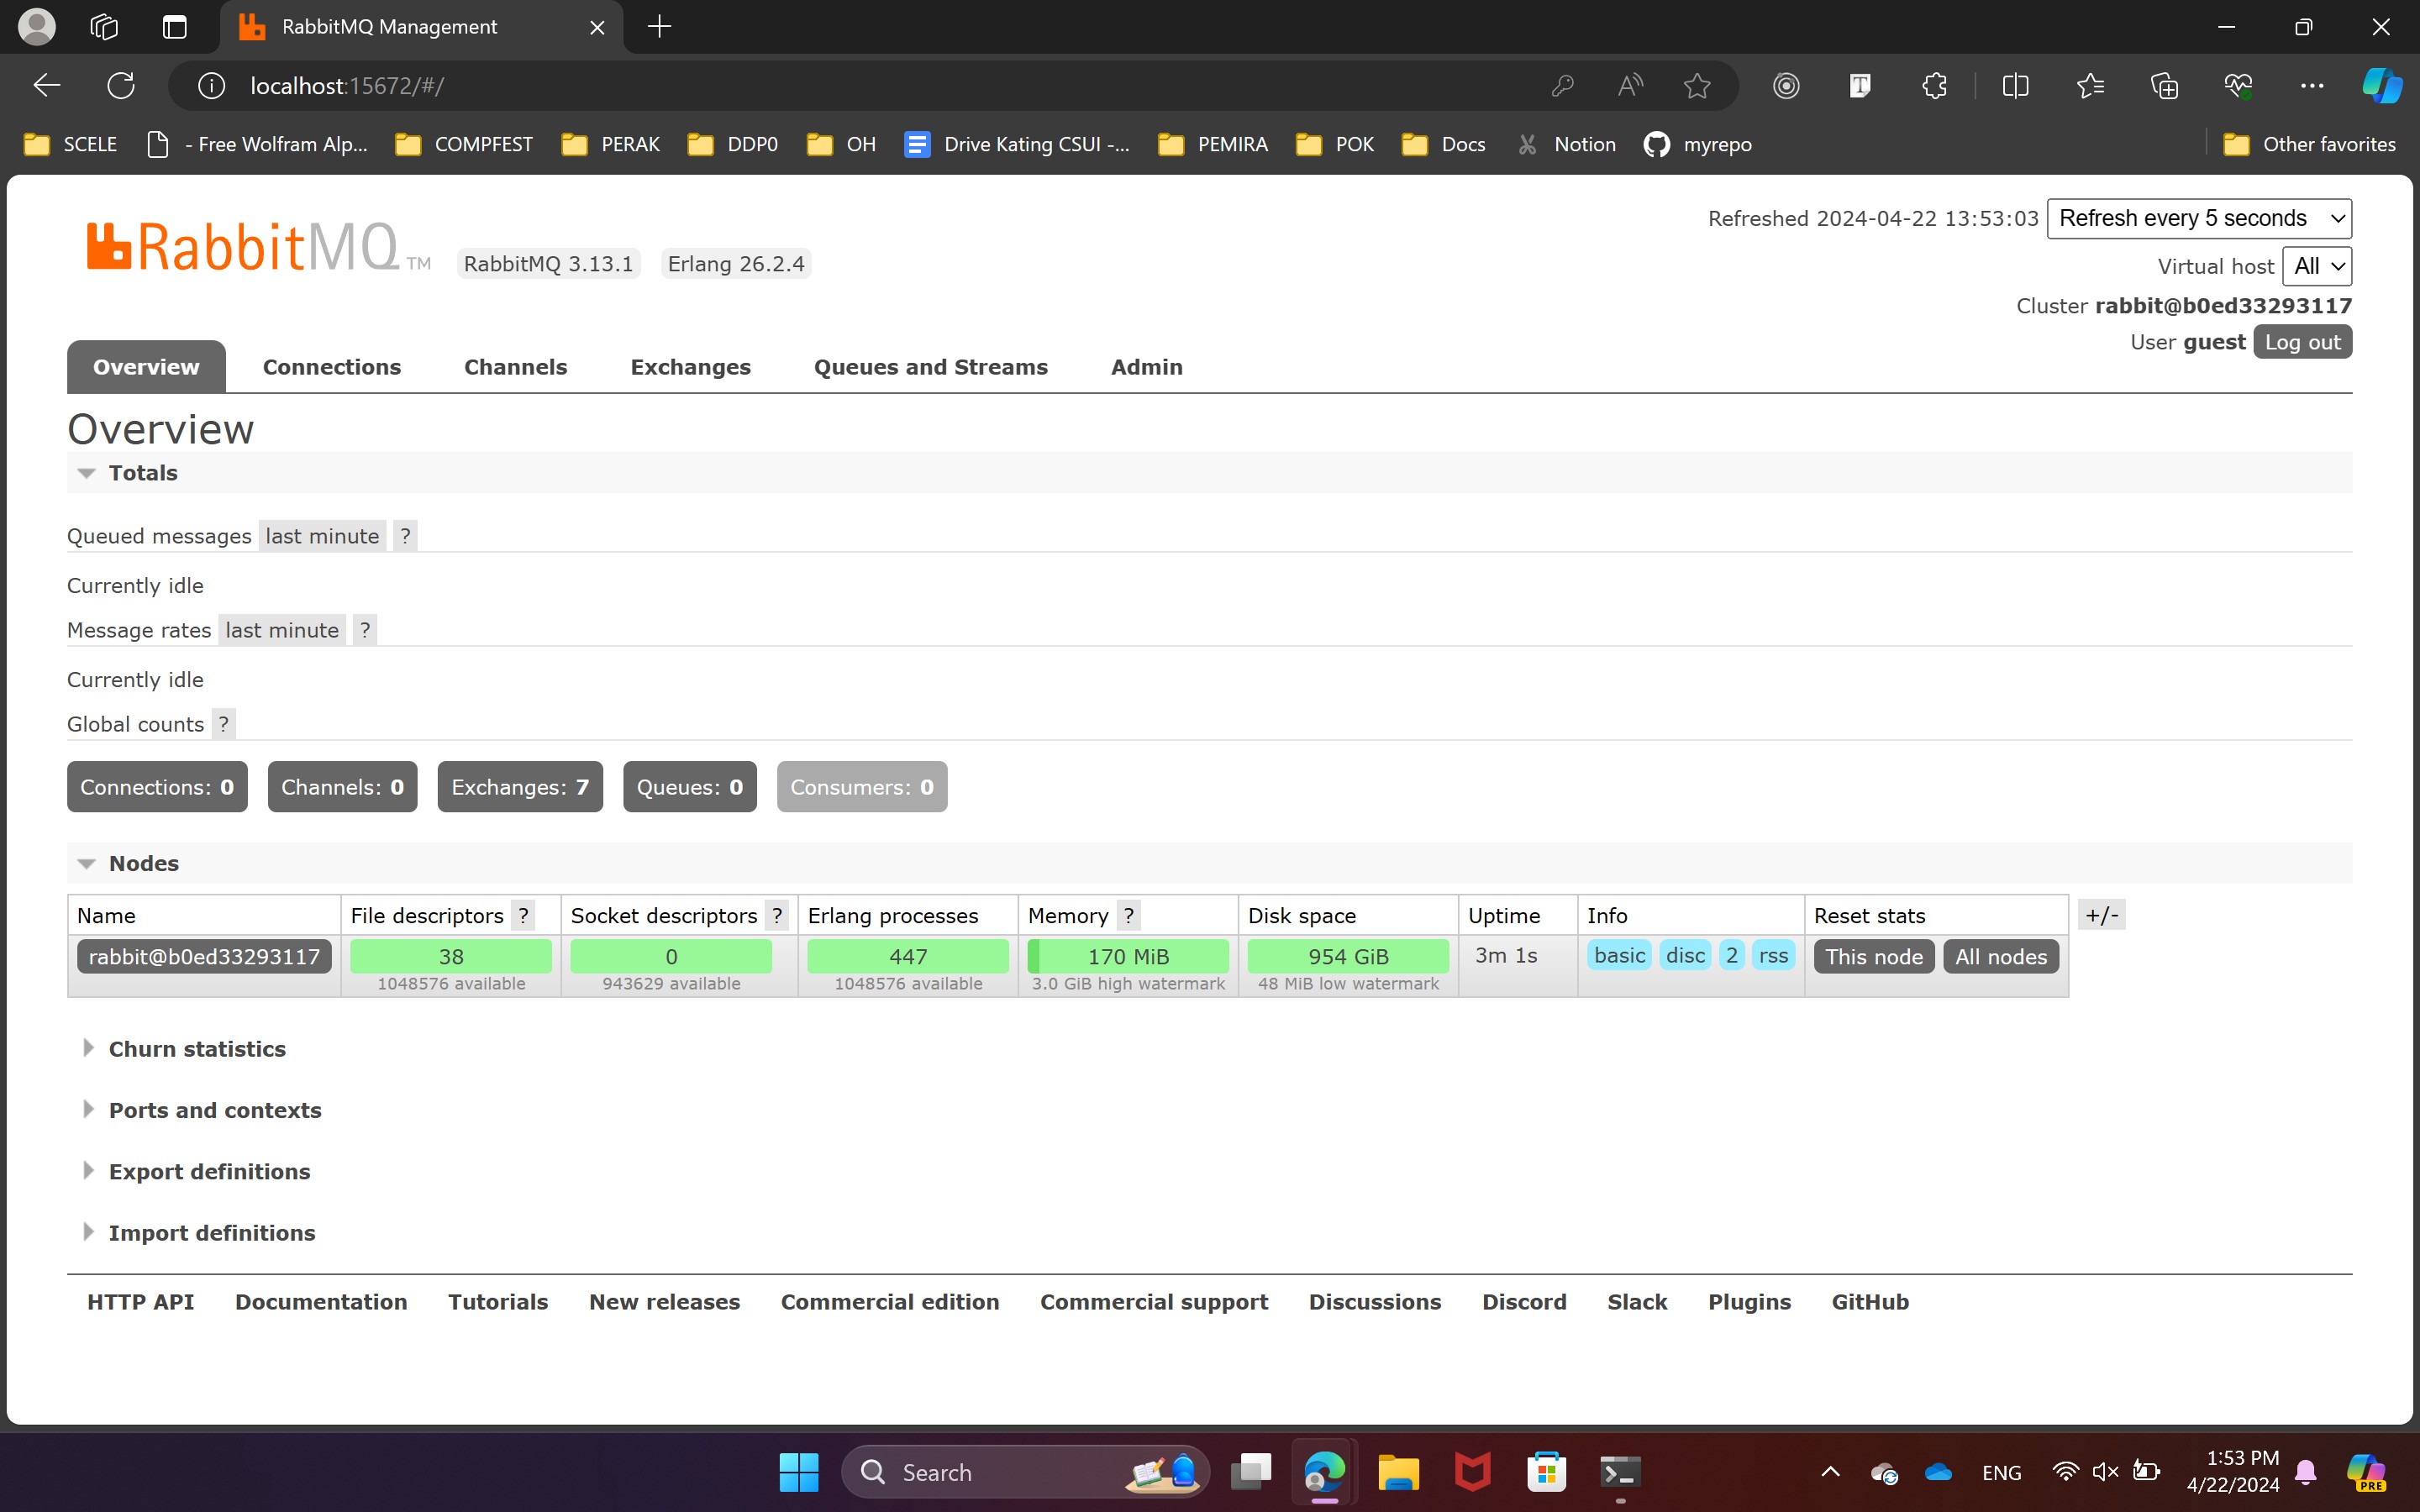 RabbitMQ Management
localhost:15672/#/
SCELE - Free Wolfram Alp... COMPFEST PERAK DDP0 OH Drive Kating CSUI -... PEMIRA POK Docs Notion myrepo Other favorites
RabbitMQ TM RabbitMQ 3.13.1 Erlang 26.2.4
Refreshed 2024-04-22 13:53:03 Refresh every 5 seconds
Virtual host All
Cluster rabbit@b0ed33293117
User guest Log out
Overview Connections Channels Exchanges Queues and Streams Admin
Overview
Totals
Queued messages last minute ?
Currently idle
Message rates last minute ?
Currently idle
Global counts ?
Connections: 0 Channels: 0 Exchanges: 7 Queues: 0 Consumers: 0
Nodes
Name File descriptors ? Socket descriptors ? Erlang processes Memory ? Disk space Uptime Info Reset stats +/-
rabbit@b0ed33293117 38 0 447 170 MiB 954 GiB 3m 1s basic disc 2 rss This node All nodes
1048576 available 943629 available 1048576 available 3.0 GiB high watermark 48 MiB low watermark
Churn statistics
Ports and contexts
Export definitions
Import definitions
HTTP API Documentation Tutorials New releases Commercial edition Commercial support Discussions Discord Slack Plugins GitHub
Search ENG 1:53 PM
4/22/2024
PRE